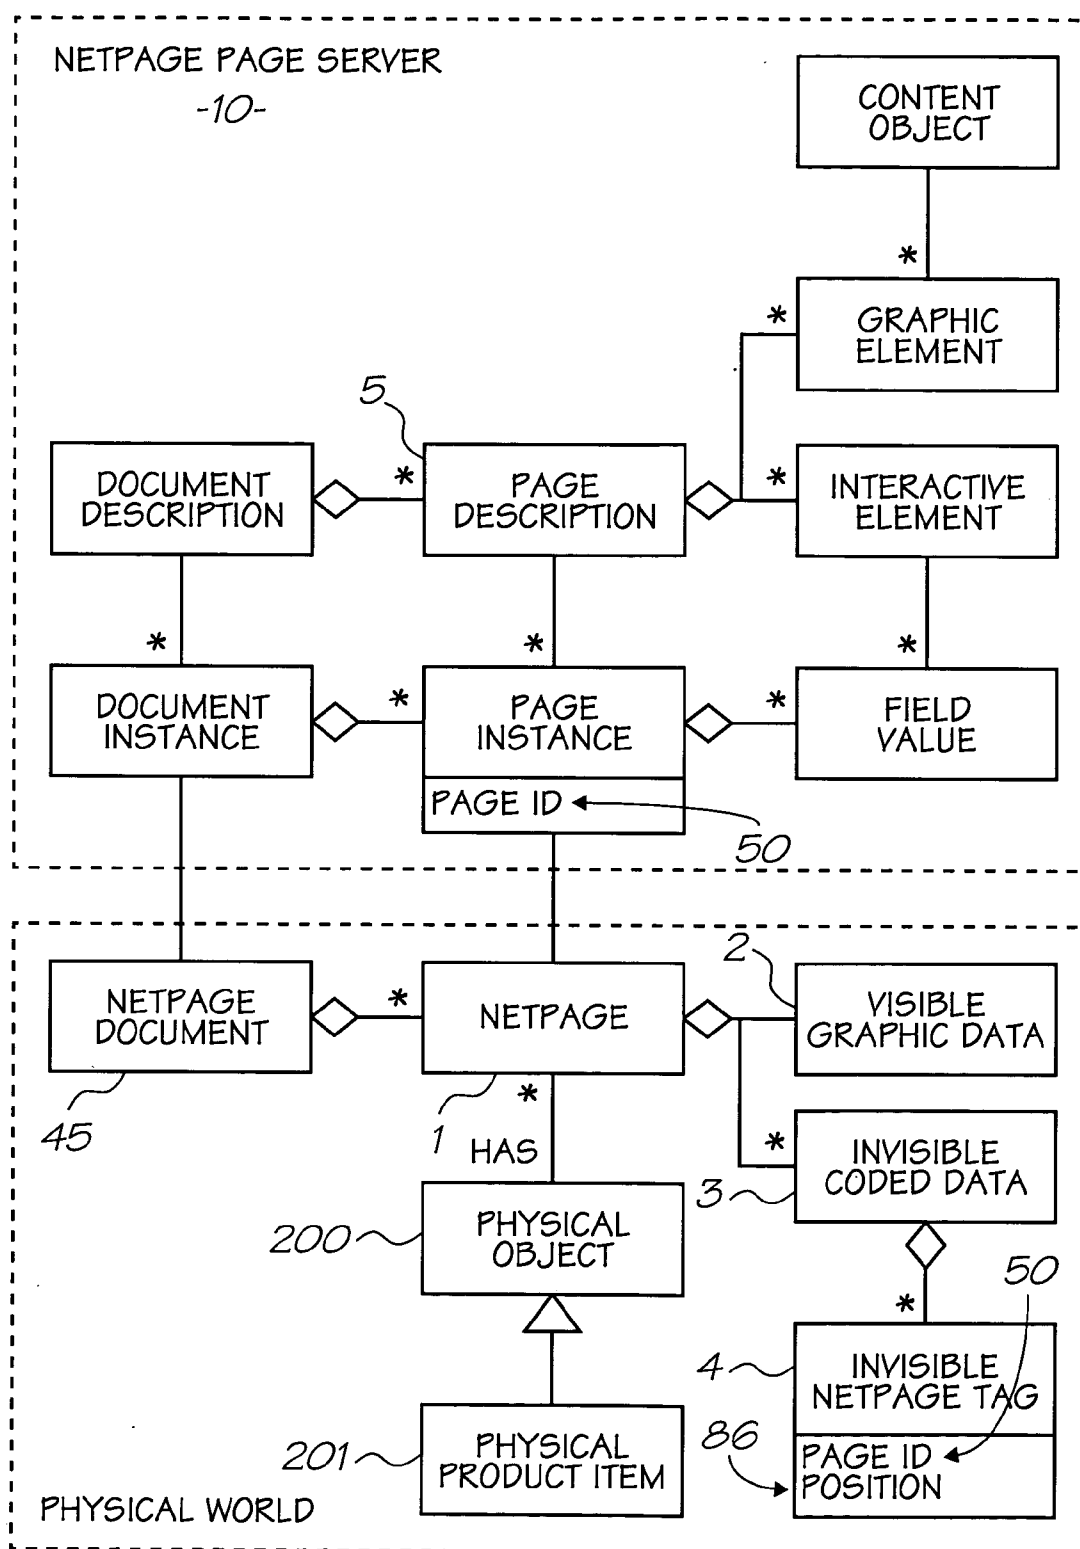 NETPAGE PAGE SERVER
-10-
CONTENT
OBJECT
*
GRAPHIC
ELEMENT
*
5
DOCUMENT
DESCRIPTION
*
PAGE
DESCRIPTION
*
INTERACTIVE
ELEMENT
*
*
*
DOCUMENT
INSTANCE
*
PAGE
INSTANCE
PAGE ID
*
FIELD
VALUE
50
NETPAGE
DOCUMENT
*
NETPAGE
2
VISIBLE
GRAPHIC DATA
45
1
*
HAS
*
INVISIBLE
CODED DATA
3
200
PHYSICAL
OBJECT
50
*
4
INVISIBLE
NETPAGE TAG
86
PAGE ID
POSITION
201
PHYSICAL
PRODUCT ITEM
PHYSICAL WORLD